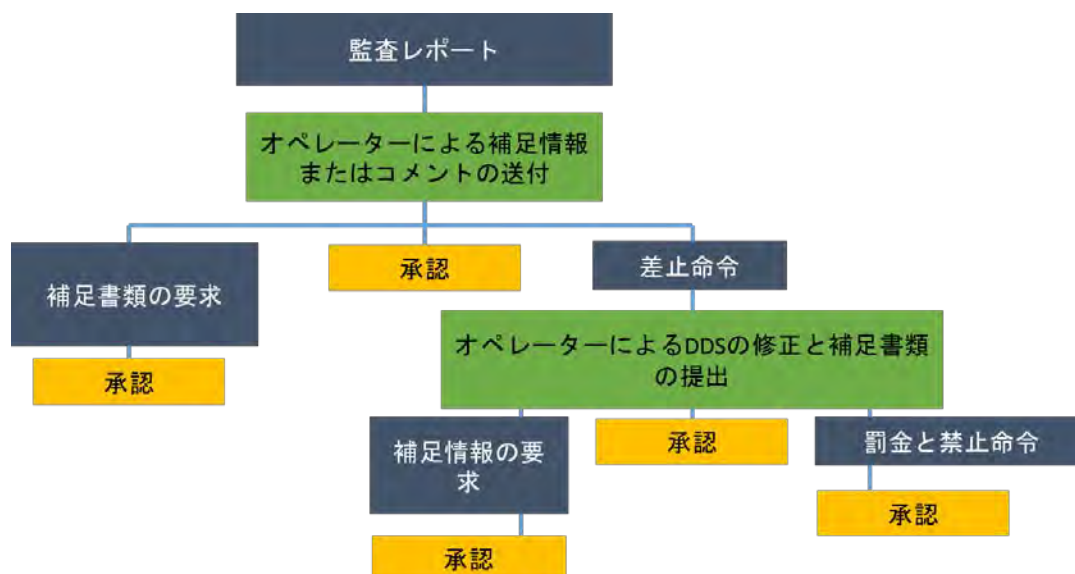 監査レポート
オペレーターによる補足情報
またはコメントの送付
補足書類の要求
承認
承認
差止命令
オペレーターによるDDSの修正と補足書類
の提出
補足情報の要
求
承認
承認
罰金と禁止命令
承認